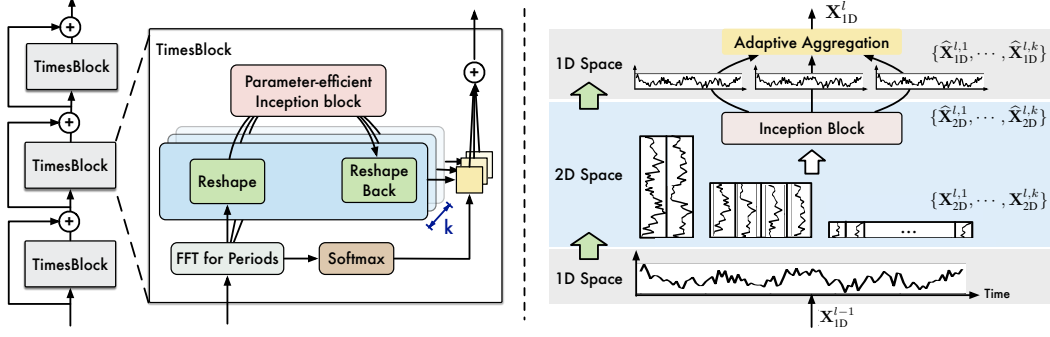 TimesBlock
TimesBlock
TimesBlock
TimesBlock
Parameter-efficient
Inception block
Reshape
Reshape
Back
k
FFT for Periods
Softmax
+
+
+
+
X^l_1D
Adaptive Aggregation
{X̂^{l,1}_1D, ⋯ , X̂^{l,k}_1D}
1D Space
{X̂^{l,1}_2D, ⋯ , X̂^{l,k}_2D}
Inception Block
2D Space
{X^{l,1}_2D, ⋯ , X^{l,k}_2D}
...
1D Space
Time
X^{l−1}_1D